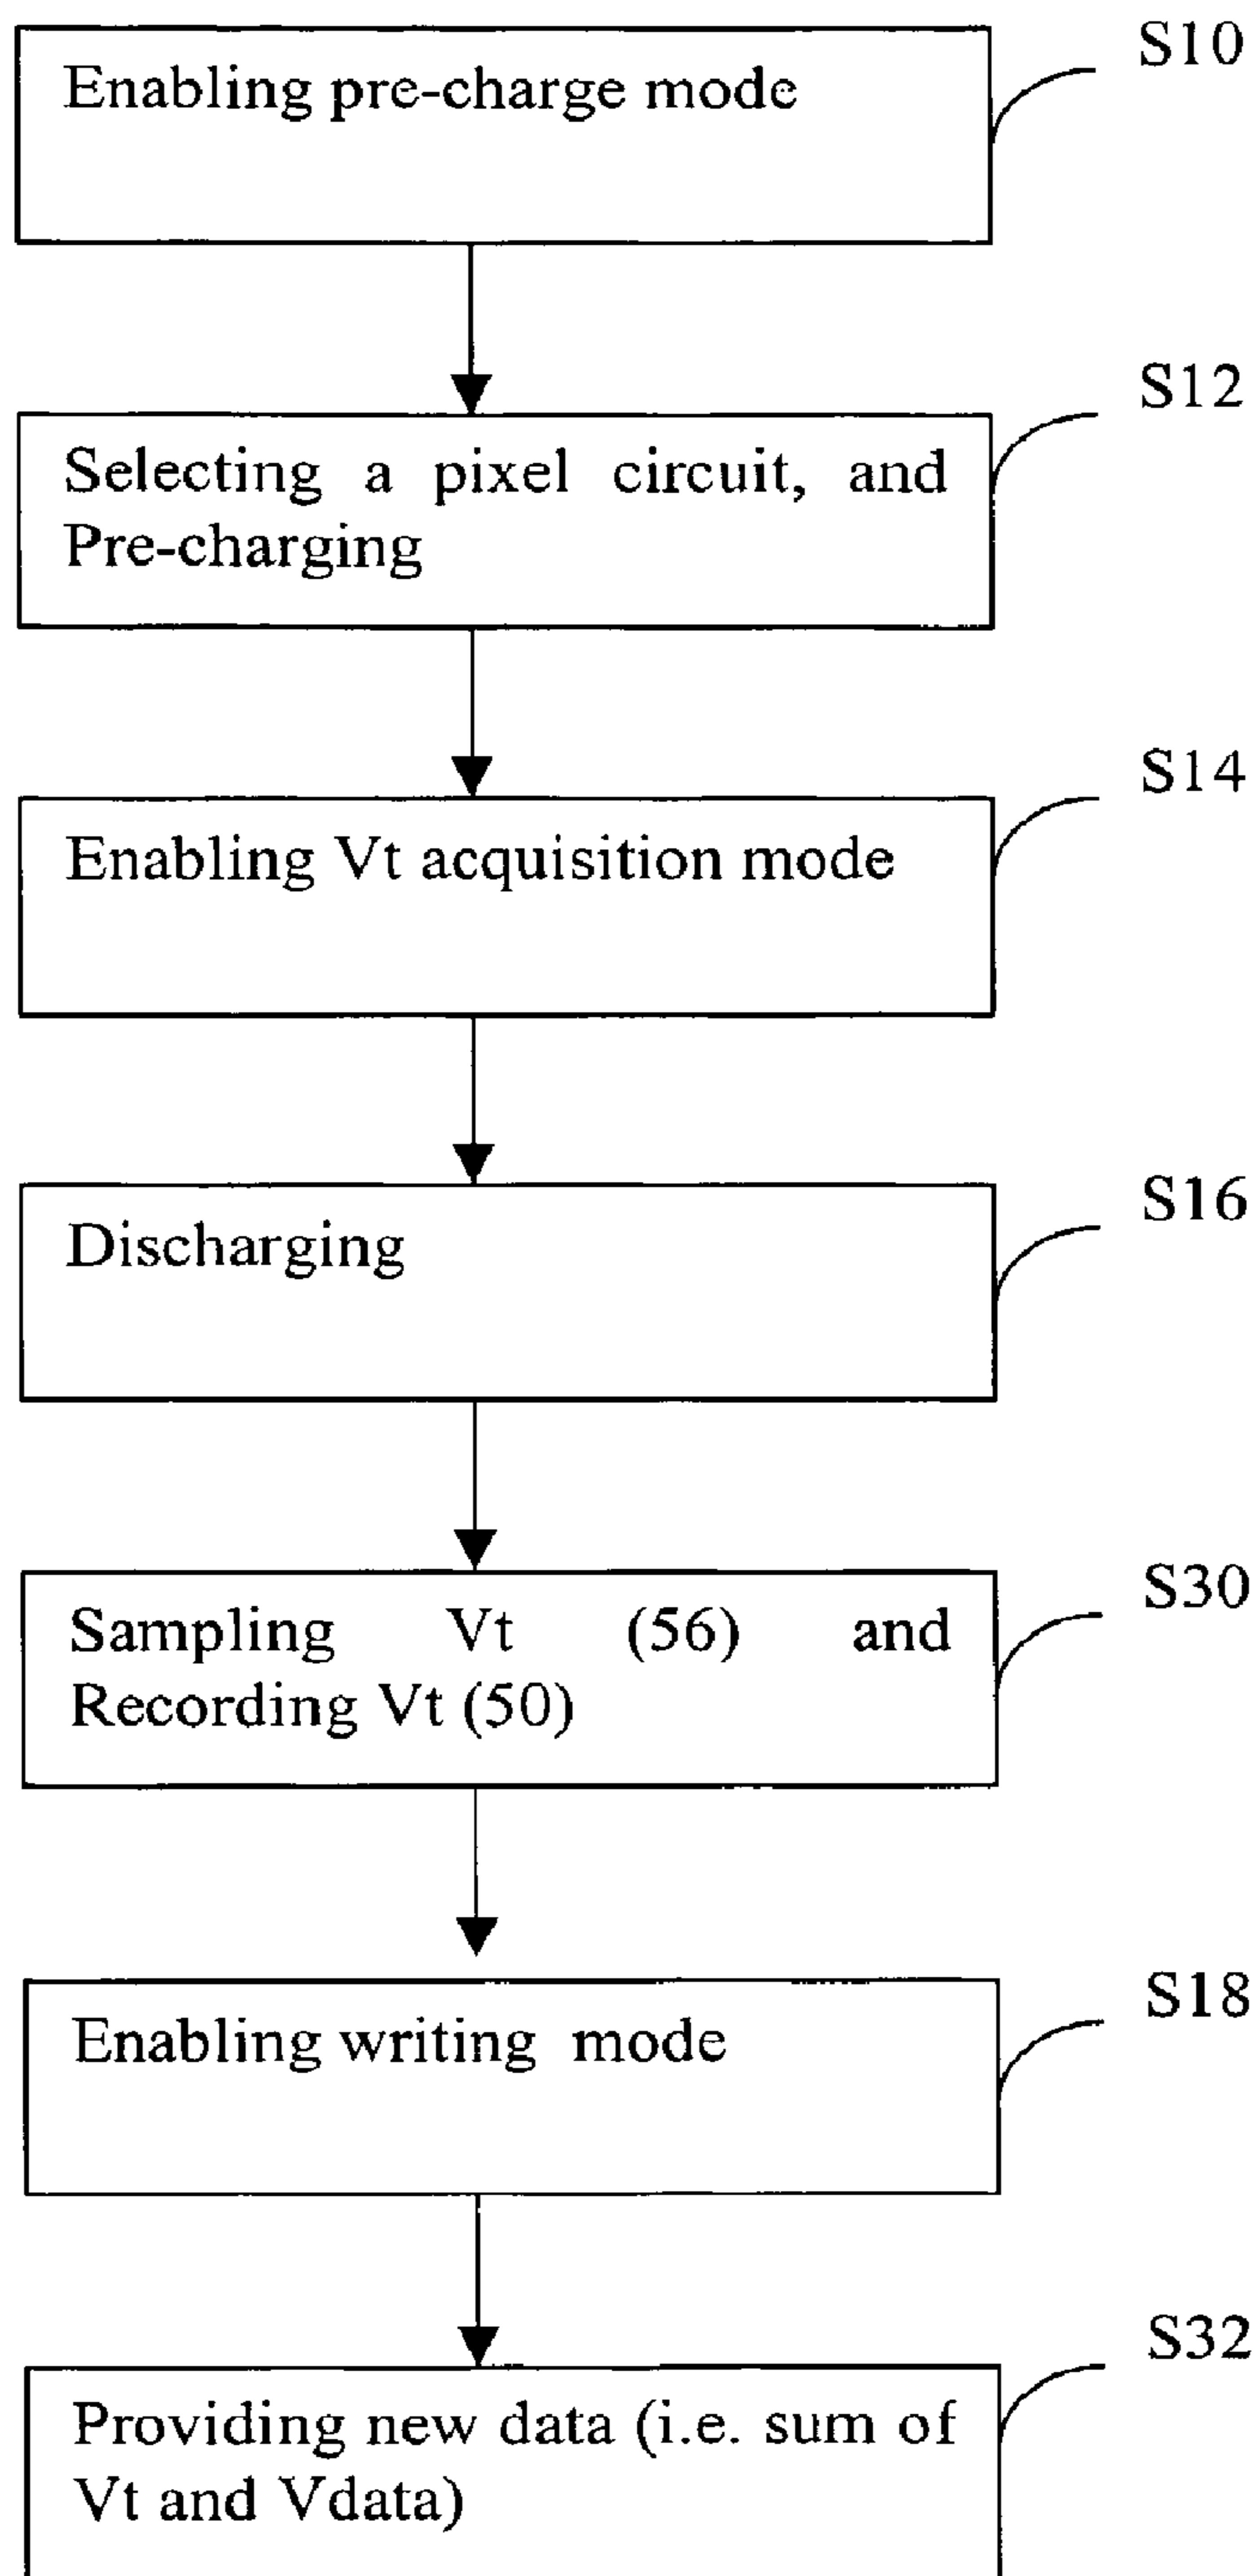 S10
Enabling pre-charge mode
S12
Selecting a pixel circuit, and
Pre-charging
S14
Enabling Vt acquisition mode
S16
Discharging
S30
Sampling Vt (56) and
Recording Vt (50)
S18
Enabling writing mode
S32
Providing new data (i.e. sum of
Vt and Vdata)